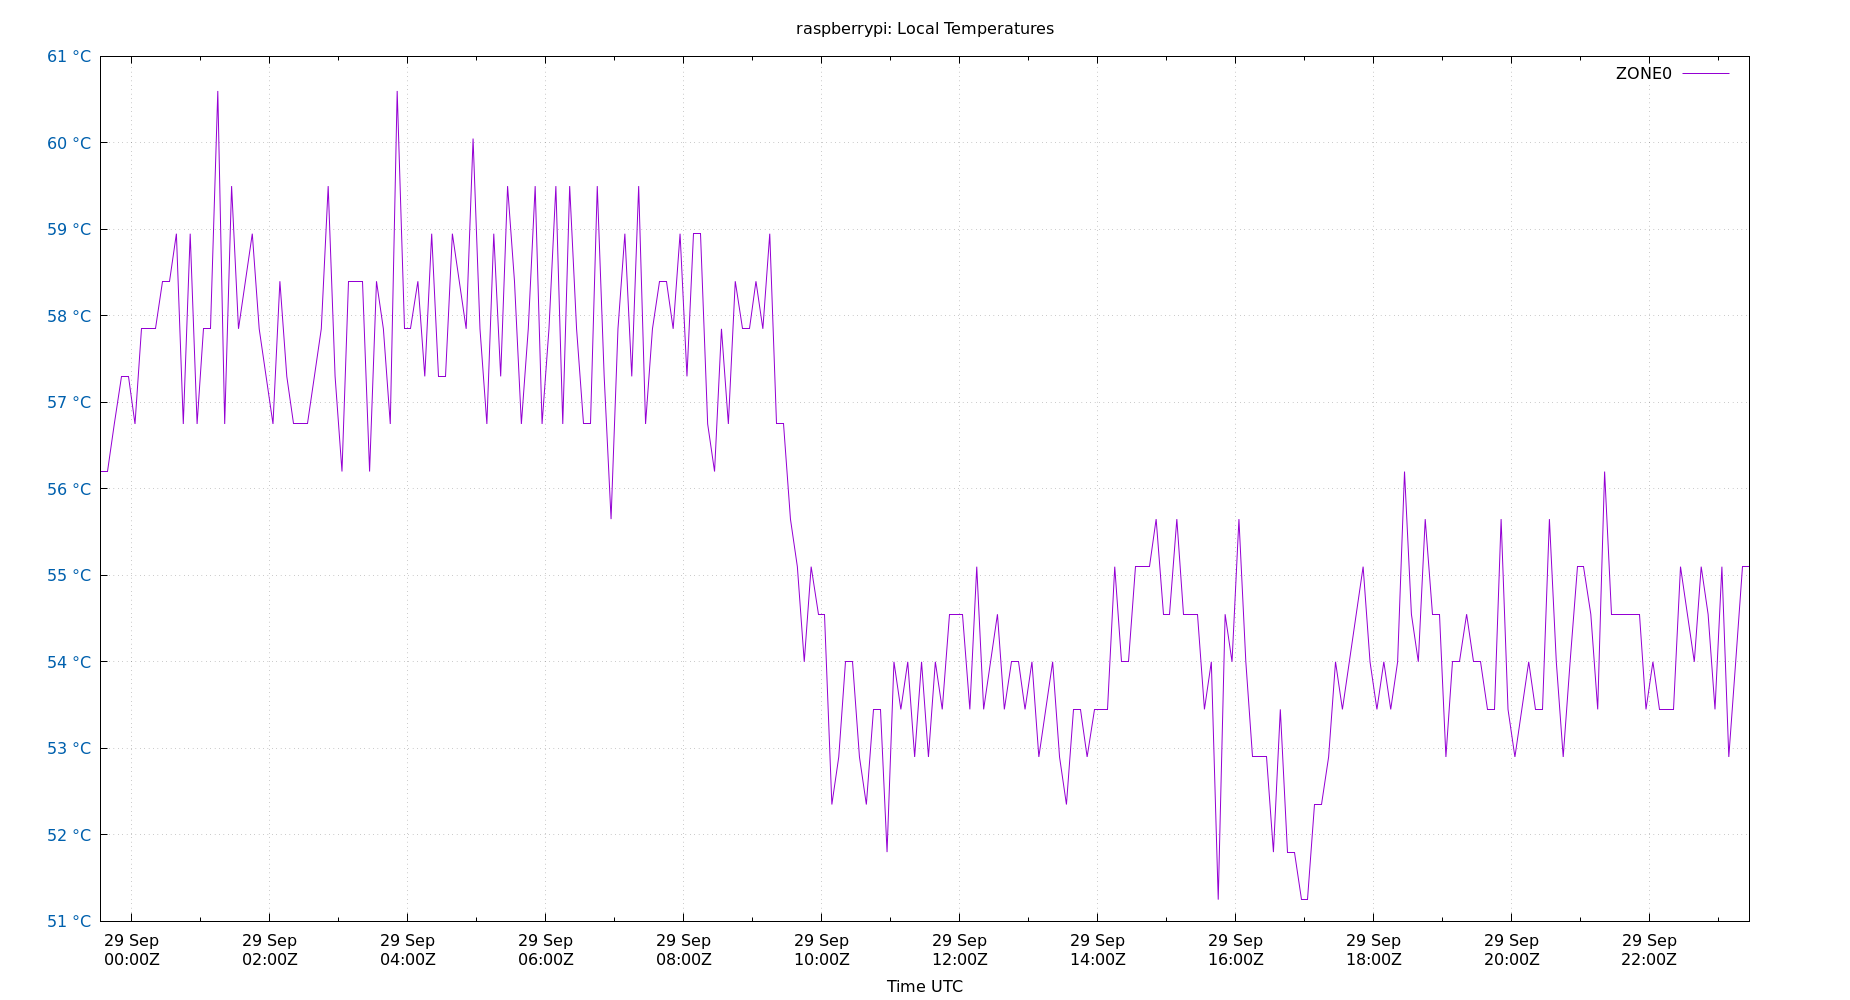 raspberrypi: Local Temperatures
61 °C
ZONE0
60 °C
59 °C
58 °C
57 °C
56 °C
55 °C
54 °C
53 °C
52 °C
51 °C
29 Sep 29 Sep 29 Sep 29 Sep 29 Sep 29 Sep 29 Sep 29 Sep 29 Sep 29 Sep 29 Sep 29 Sep
00:00Z 02:00Z 04:00Z 06:00Z 08:00Z 10:00Z 12:00Z 14:00Z 16:00Z 18:00Z 20:00Z 22:00Z
Time UTC